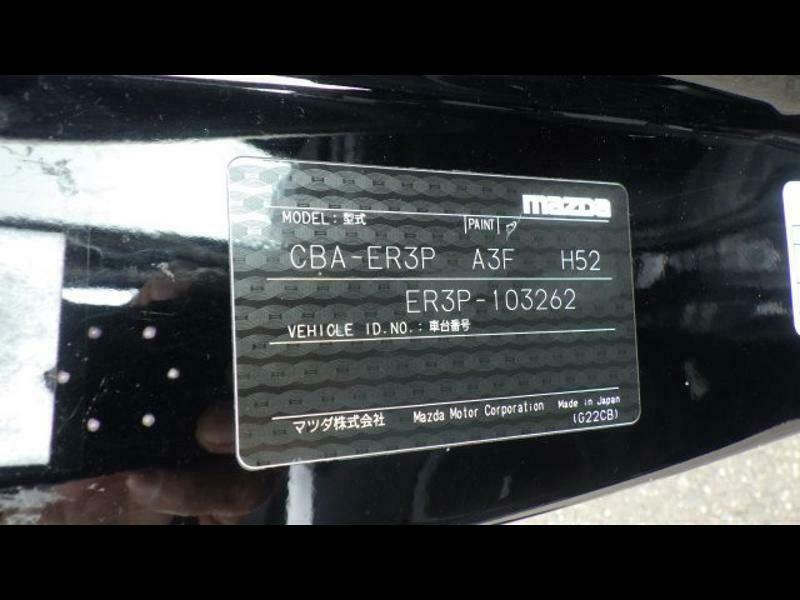 mazda
MODEL : 型式 PAINT
CBA-ER3P A3F H52
ER3P-103262
VEHICLE ID.NO.: 車台番号
マツダ株式会社 Mazda Motor Corporation Made in Japan
(G22CB)